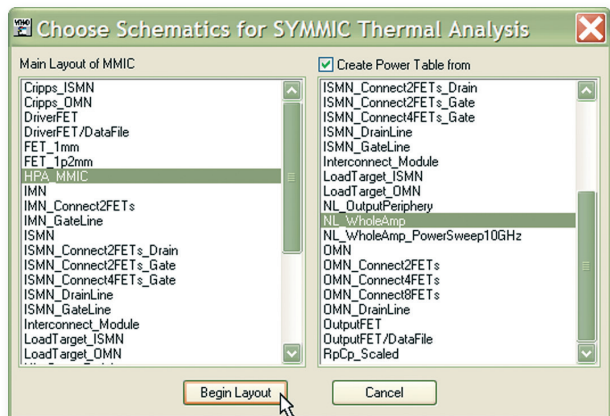 Choose Schematics for SYMMIC Thermal Analysis
Main Layout of MMIC
Cripps_ISMN
Cripps_OMN
DriverFET
DriverFET/DataFile
FET_1mm
FET_1p2mm
HPA_MMIC
IMN
IMN_Connect2FETs
IMN_GateLine
ISMN
ISMN_Connect2FETs_Drain
ISMN_Connect2FETs_Gate
ISMN_Connect4FETs_Gate
ISMN_DrainLine
ISMN_GateLine
Interconnect_Module
LoadTarget_ISMN
LoadTarget_OMN
Create Power Table from
ISMN_Connect2FETs_Drain
ISMN_Connect2FETs_Gate
ISMN_Connect4FETs_Gate
ISMN_DrainLine
ISMN_GateLine
Interconnect_Module
LoadTarget_ISMN
LoadTarget_OMN
NL_OutputPeriphery
NL_WholeAmp
NL_WholeAmp_PowerSweep10GHz
OMN
OMN_Connect2FETs
OMN_Connect4FETs
OMN_Connect8FETs
OMN_DrainLine
OutputFET
OutputFET/DataFile
RpCp_Scaled
Begin Layout
Cancel